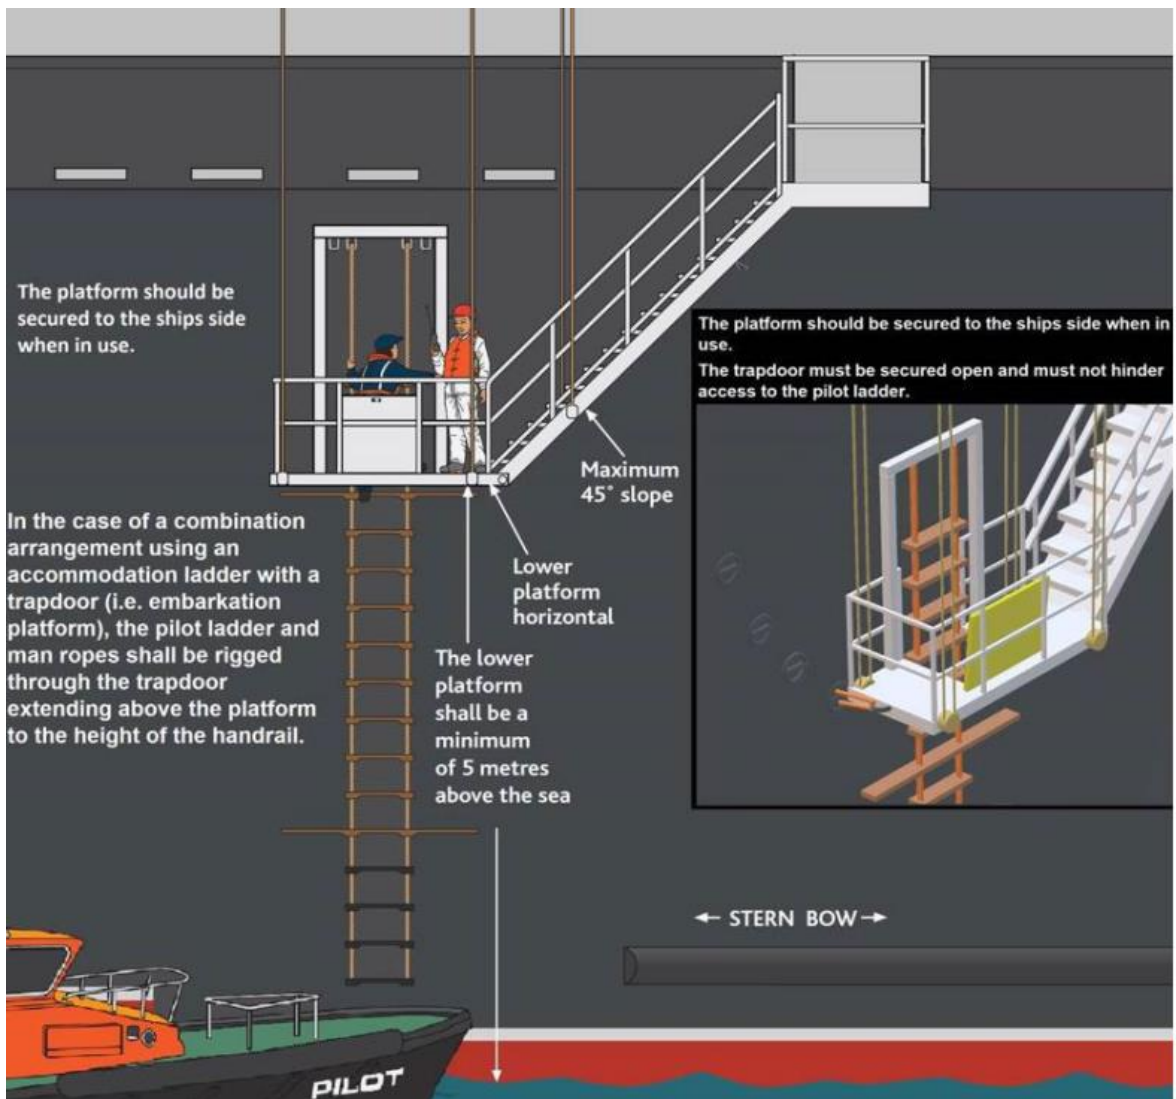 The platform should be
secured to the ships side
when in use.
The platform should be secured to the ships side when in
use.
The trapdoor must be secured open and must not hinder
access to the pilot ladder.
Maximum
45° slope
In the case of a combination
arrangement using an
accommodation ladder with a
trapdoor (i.e. embarkation
platform), the pilot ladder and
man ropes shall be rigged
through the trapdoor
extending above the platform
to the height of the handrail.
Lower
platform
horizontal
The lower
platform
shall be a
minimum
of 5 metres
above the sea
← STERN BOW →
PILOT